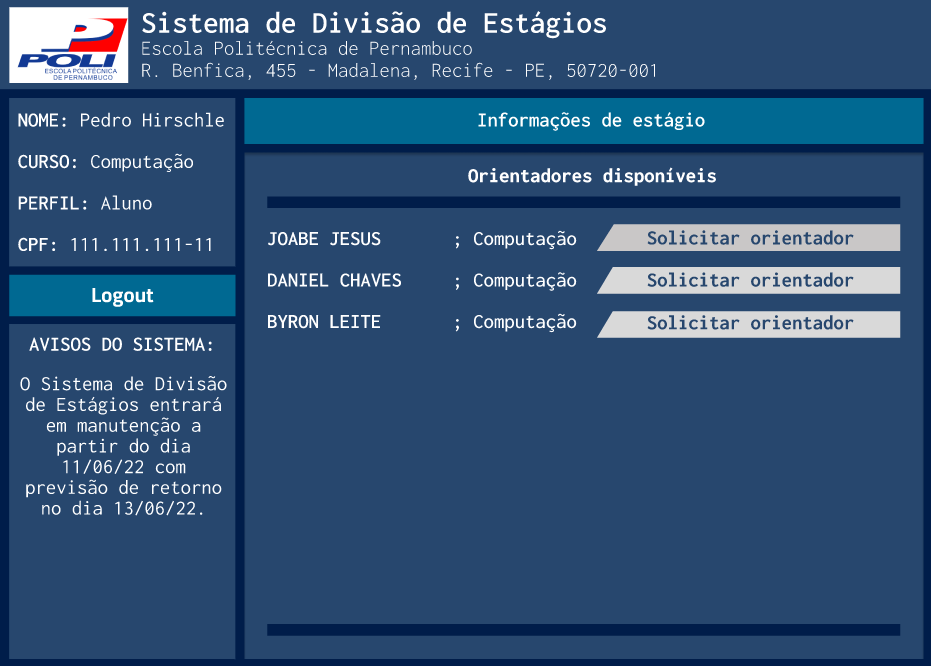 POLI
ESCOLA POLITÉCNICA
DE PERNAMBUCO
Sistema de Divisão de Estágios
Escola Politécnica de Pernambuco
R. Benfica, 455 - Madalena, Recife - PE, 50720-001
NOME: Pedro Hirschle
CURSO: Computação
PERFIL: Aluno
CPF: 111.111.111-11
Logout
AVISOS DO SISTEMA:
O Sistema de Divisão
de Estágios entrará
em manutenção a
partir do dia
11/06/22 com
previsão de retorno
no dia 13/06/22.
Informações de estágio
Orientadores disponíveis
JOABE JESUS ; Computação Solicitar orientador
DANIEL CHAVES ; Computação Solicitar orientador
BYRON LEITE ; Computação Solicitar orientador